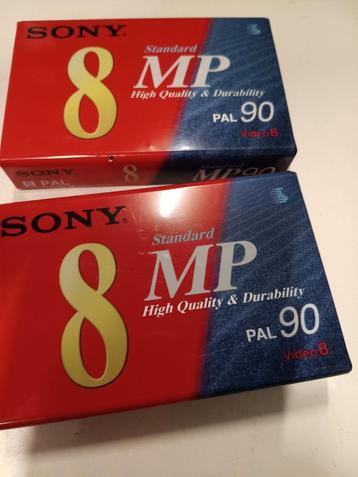 SONY
8
Standard
MP
High Quality & Durability
PAL 90
Video 8
PAL
8
Standard
MP90
SONY
8
Standard
MP
High Quality & Durability
PAL 90
Video 8